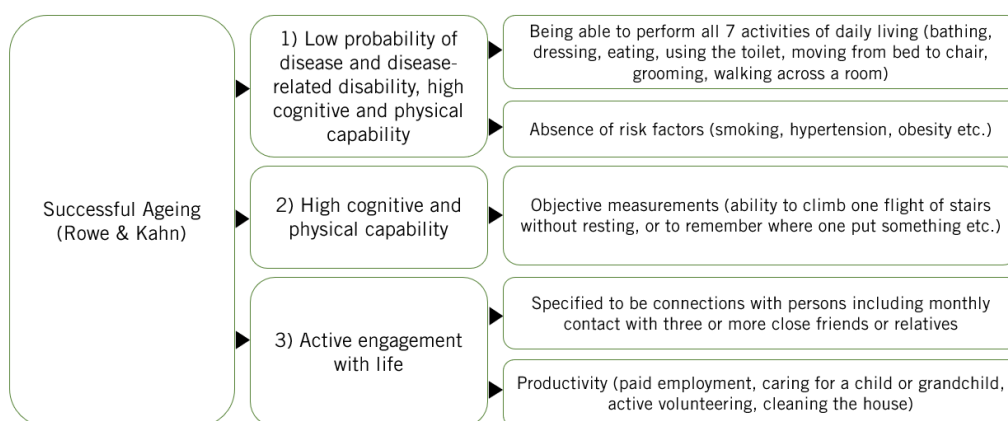 Successful Ageing
(Rowe & Kahn)
1) Low probability of
disease and disease-
related disability, high
cognitive and physical
capability
Being able to perform all 7 activities of daily living (bathing,
dressing, eating, using the toilet, moving from bed to chair,
grooming, walking across a room)
Absence of risk factors (smoking, hypertension, obesity etc.)
2) High cognitive and
physical capability
Objective measurements (ability to climb one flight of stairs
without resting, or to remember where one put something etc.)
3) Active engagement
with life
Specified to be connections with persons including monthly
contact with three or more close friends or relatives
Productivity (paid employment, caring for a child or grandchild,
active volunteering, cleaning the house)